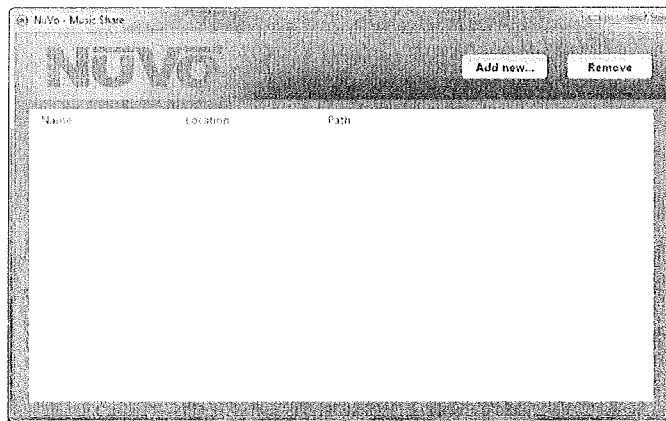 NuVo - Music Share
NUVO
Add new... Remove
Name Location Path